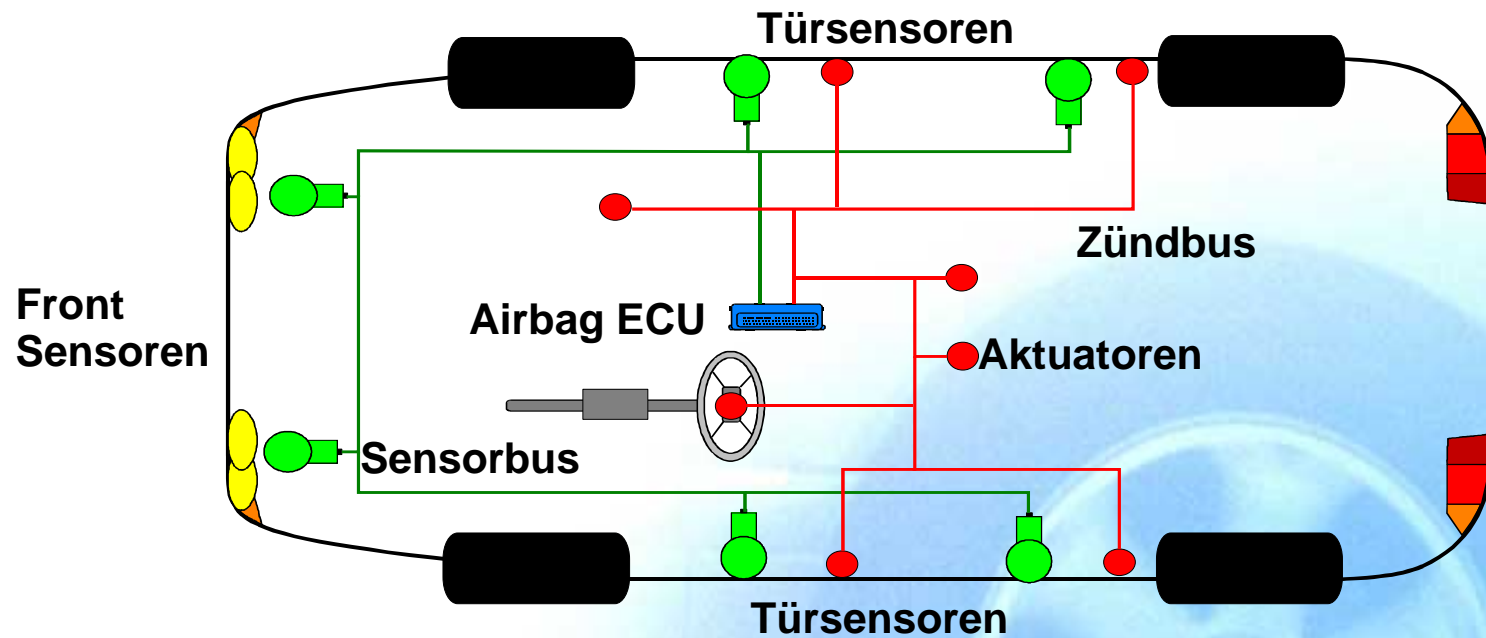 Türsensoren
Zündbus
Front
Sensoren
Airbag ECU
Aktuatoren
Sensorbus
Türsensoren